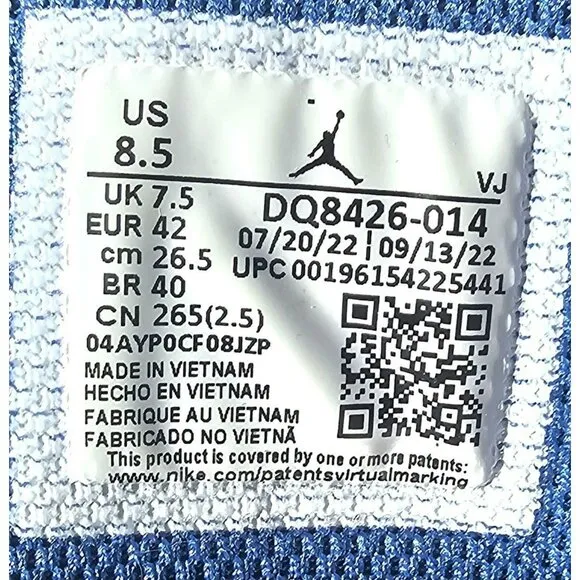 US
8.5
VJ
UK 7.5
DQ8426-014
EUR 42
07/20/22 | 09/13/22
cm 26.5
UPC 00196154225441
BR 40
CN 265(2.5)
04AYP0CF08JZP
MADE IN VIETNAM
HECHO EN VIETNAM
FABRIQUE AU VIETNAM
FABRICADO NO VIETNÃ
This product is covered by one or more patents:
www.nike.com/patentsvirtualmarking